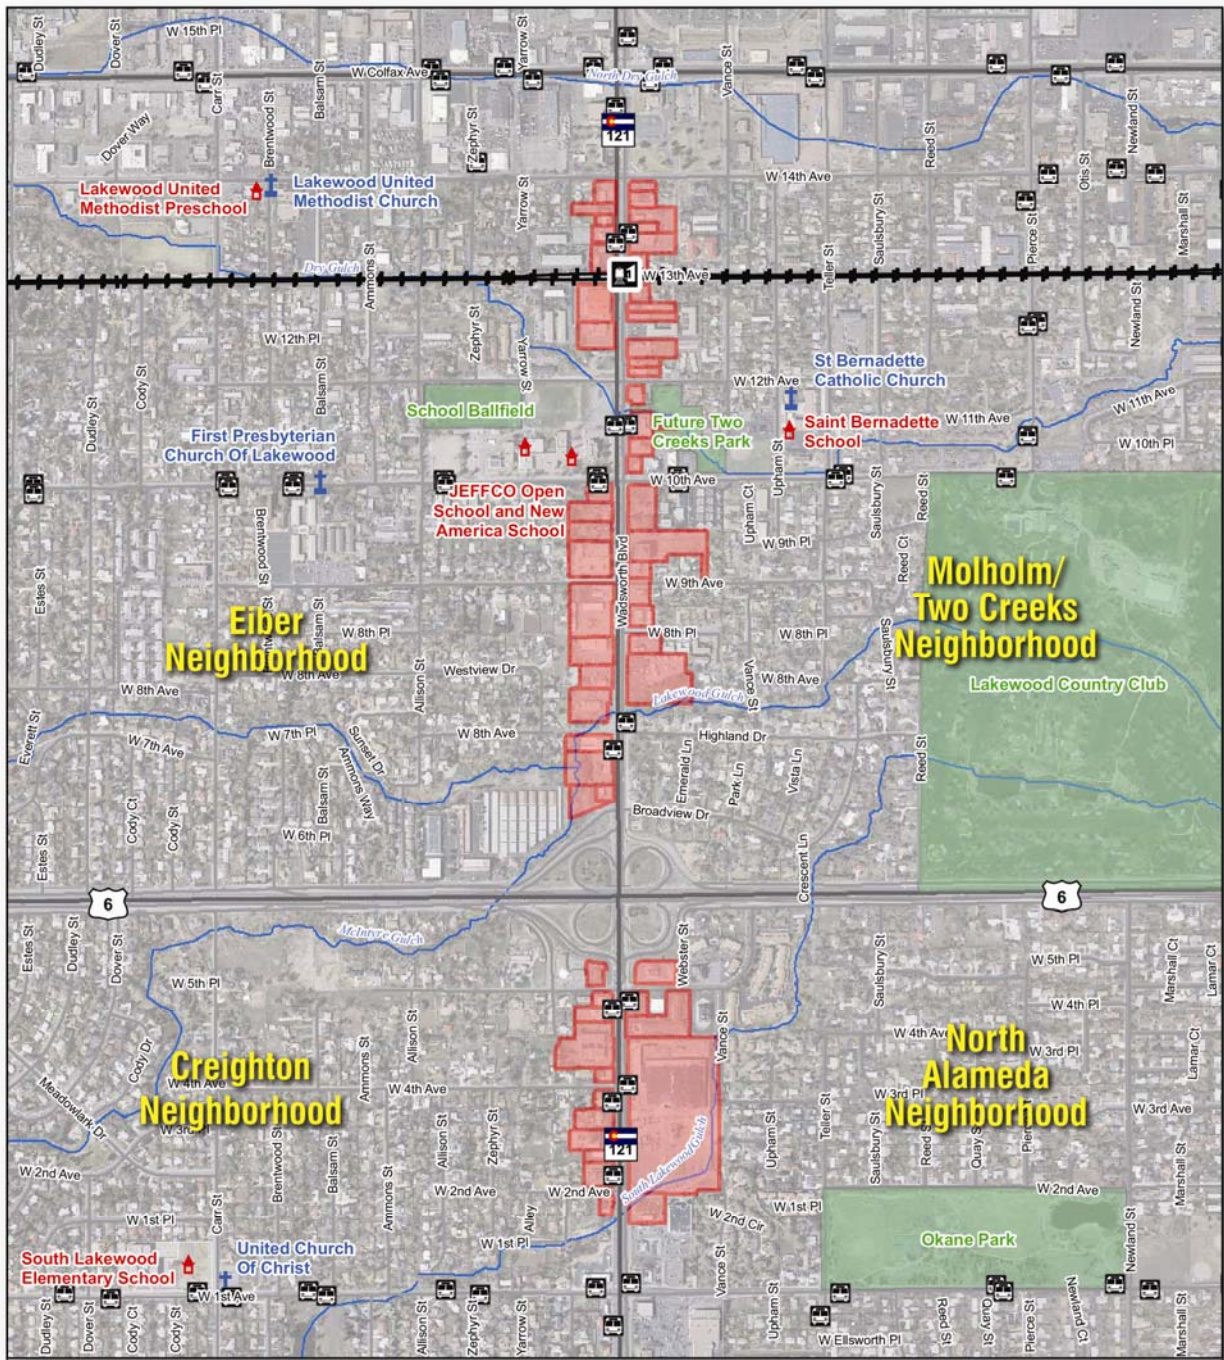 Dudley St
Dover St
W 15th Pl
Yarrow St
Vance St
W Colfax Ave
North Dry Gulch
Carr St
Balsam St
Brentwood St
Dover Way
Zephyr St
121
Reed St
Newland St
Otis St
W 14th Ave
Lakewood United
Methodist Preschool
Lakewood United
Methodist Church
Yarrow St
Saulsbury St
Pierce St
Marshall St
Ammons St
Teller St
Dry Gulch
W 13th Ave
W 12th Pl
Zephyr St
Yarrow St
Newland St
Cody St
Balsam St
Dudley St
St Bernadette
Catholic Church
W 12th Ave
W 11th Ave
W 11th Ave
School Ballfield
Future Two
Creeks Park
Saint Bernadette
School
W 10th Pl
First Presbyterian
Church Of Lakewood
Upham St
W 10th Ave
JEFFCO Open
School and New
America School
Upham Ct
Saulsbury St
Reed St
Brentwood St
Wadsworth Blvd
W 9th Pl
Reed Ct
W 9th Ave
Estes St
Molholm/
Two Creeks
Neighborhood
Eiber
Neighborhood
Balsam St
W 8th Pl
W 8th Pl
W 8th Pl
Saulsbury St
Westview Dr
Allison St
W 8th Ave
W 8th Ave
W 8th Ave
Vance St
Lakewood Gulch
Lakewood Country Club
Everett St
W 7th Ave
W 7th Pl
Sunset Dr
W 8th Ave
Highland Dr
Ammons Way
Emerald Ln
Park Ln
Vista Ln
Reed St
Balsam St
Cody Ct
Cody St
W 6th Pl
Broadview Dr
Estes St
Crescent Ln
6
6
McIntyre Gulch
Estes St
Dudley St
Dover St
Webster St
Saulsbury St
W 5th Pl
Marshall Ct
Lamar Ct
W 5th Pl
W 4th Pl
Allison St
Vance St
W 4th Ave
North
Alameda
Neighborhood
W 3rd Pl
Lamar Ct
Creighton
Neighborhood
Cody Dr
Ammons St
W 4th Ave
W 4th Ave
W 3rd Pl
W 3rd Ave
Meadowlark Dr
Teller St
Upham St
Saulsbury St
Reed St
Quay St
Allison St
Zephyr St
121
South Lakewood Gulch
Brentwood St
Balsam St
Ammons St
W 2nd Ave
W 2nd Ave
W 2nd Ave
W 2nd Ave
Marshall St
W 1st Pl
Carr St
Alley
W 1st Pl
W 2nd Cir
W 1st Pl
Newland St
Okane Park
South Lakewood
Elementary School
United Church
Of Christ
Vance St
W 1st Ave
Dudley St
Dover St
Cody Ct
Cody St
Allison St
Zephyr St
Yarrow St
Upham St
Reed St
Quay St
Pierce St
Newland Ct
Marshall St
W Ellsworth Pl